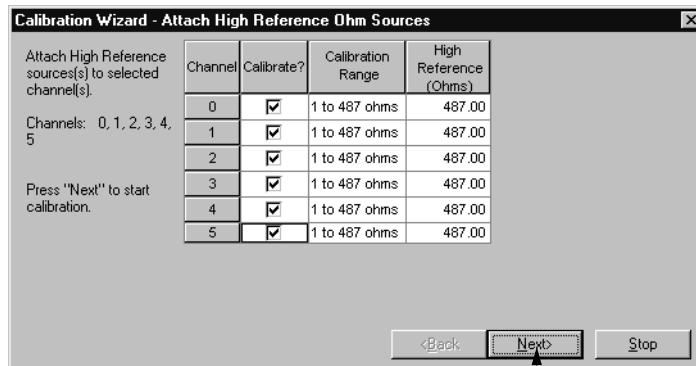 Calibration Wizard - Attach High Reference Ohm Sources
Attach High Reference
sources(s) to selected
channel(s).
Channels: 0, 1, 2, 3, 4,
5
Press "Next" to start
calibration.
Channel Calibrate? Calibration Range High Reference (Ohms)
0 1 to 487 ohms 487.00
1 1 to 487 ohms 487.00
2 1 to 487 ohms 487.00
3 1 to 487 ohms 487.00
4 1 to 487 ohms 487.00
5 1 to 487 ohms 487.00
<Back Next> Stop